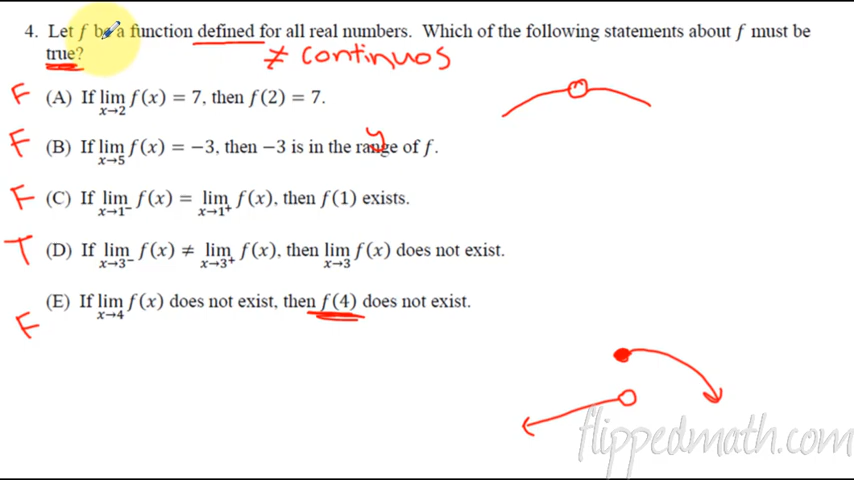 4. Let f be a function defined for all real numbers. Which of the following statements about f must be
true?
≠ continuos
F (A) If lim x→2 f(x) = 7, then f(2) = 7.
F (B) If lim x→5 f(x) = −3, then −3 is in the range of f.
y
F (C) If lim x→1⁻ f(x) = lim x→1⁺ f(x), then f(1) exists.
T (D) If lim x→3⁻ f(x) ≠ lim x→3⁺ f(x), then lim x→3 f(x) does not exist.
F (E) If lim x→4 f(x) does not exist, then f(4) does not exist.
flippedmath.com